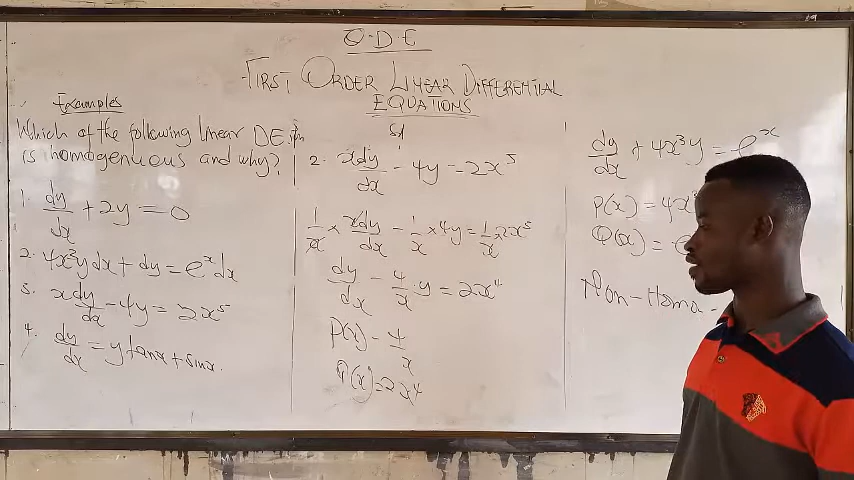 O.D.E
FIRST ORDER LINEAR DIFFERENTIAL
EQUATIONS
Examples
Which of the following linear DE
is homogenuous and why?
1. dy/dx + 2y = 0
2. 4x³y dx + dy = eˣ dx
3. x dy/dx - 4y = 2x⁵
4. dy/dx = y tanx + sinx.
2. x dy/dx - 4y = 2x⁵
1/x × x dy/dx - 1/x × 4y = 1/x × 2x⁵
dy/dx - 4/x · y = 2x⁴
P(x) - 4/x
Q(x) = 2x⁴
dy/dx + 4x³y = eˣ
P(x) = 4x³
Q(x) = e
Non-Homo-